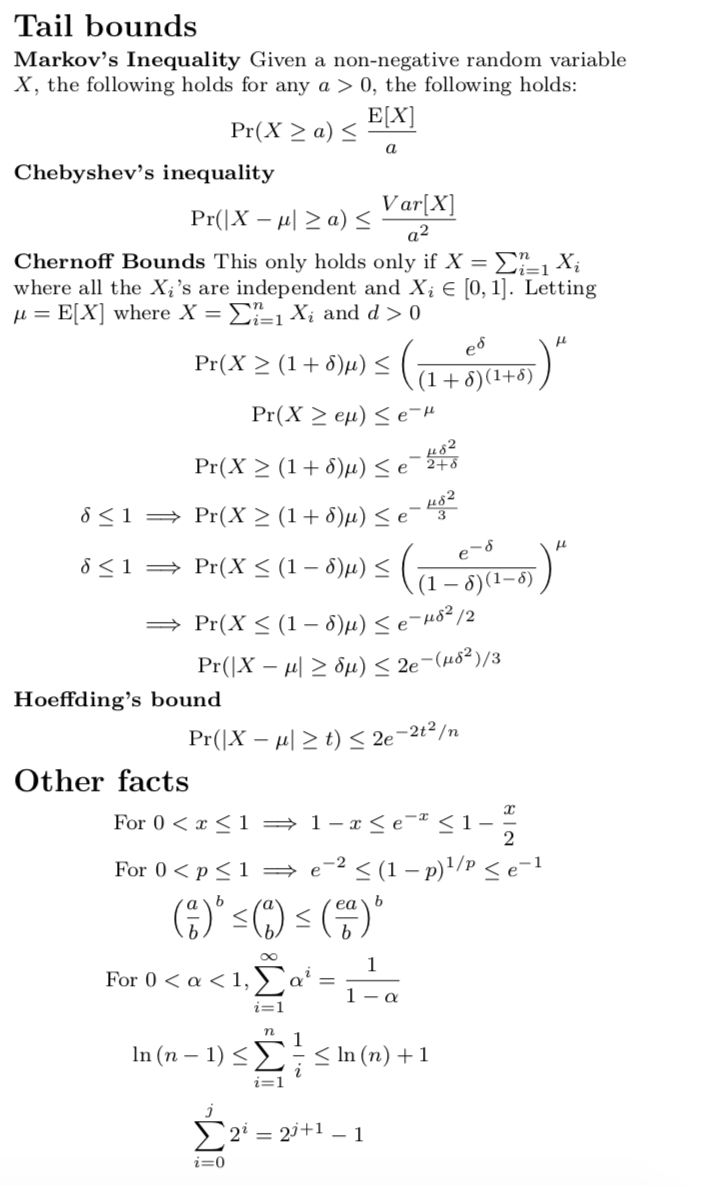 Tail bounds
Markov's Inequality Given a non-negative random variable
X, the following holds for any a > 0, the following holds:
Pr(X ≥ a) ≤ E[X]/a
Chebyshev's inequality
Pr(|X − μ| ≥ a) ≤ Var[X]/a²
Chernoff Bounds This only holds only if X = ∑_{i=1}^{n} X_i
where all the X_i's are independent and X_i ∈ [0, 1]. Letting
μ = E[X] where X = ∑_{i=1}^{n} X_i and d > 0
Pr(X ≥ (1 + δ)μ) ≤ (e^δ/(1 + δ)^{(1+δ)})^μ
Pr(X ≥ eμ) ≤ e^{−μ}
Pr(X ≥ (1 + δ)μ) ≤ e^{−μδ²/(2+δ)}
δ ≤ 1 ⟹ Pr(X ≥ (1 + δ)μ) ≤ e^{−μδ²/3}
δ ≤ 1 ⟹ Pr(X ≤ (1 − δ)μ) ≤ (e^{−δ}/(1 − δ)^{(1−δ)})^μ
⟹ Pr(X ≤ (1 − δ)μ) ≤ e^{−μδ²/2}
Pr(|X − μ| ≥ δμ) ≤ 2e^{−(μδ²)/3}
Hoeffding's bound
Pr(|X − μ| ≥ t) ≤ 2e^{−2t²/n}
Other facts
For 0 < x ≤ 1 ⟹ 1 − x ≤ e^{−x} ≤ 1 − x/2
For 0 < p ≤ 1 ⟹ e^{−2} ≤ (1 − p)^{1/p} ≤ e^{−1}
(a/b)^b ≤ (a choose b) ≤ (ea/b)^b
For 0 < α < 1, ∑_{i=1}^{∞} α^i = 1/(1 − α)
ln (n − 1) ≤ ∑_{i=1}^{n} 1/i ≤ ln (n) + 1
∑_{i=0}^{j} 2^i = 2^{j+1} − 1